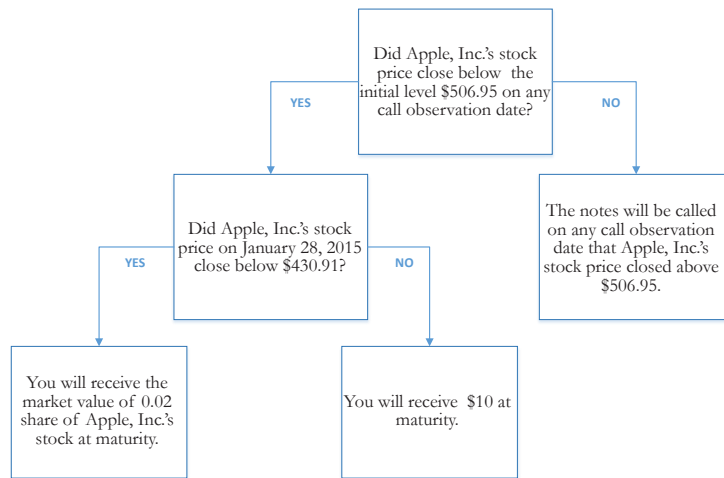 Did Apple, Inc.'s stock
price close below the
initial level $506.95 on any
call observation date?
YES
NO
Did Apple, Inc.'s stock
price on January 28, 2015
close below $430.91?
The notes will be called
on any call observation
date that Apple, Inc.'s
stock price closed above
$506.95.
YES
NO
You will receive the
market value of 0.02
share of Apple, Inc.'s
stock at maturity.
You will receive $10 at
maturity.